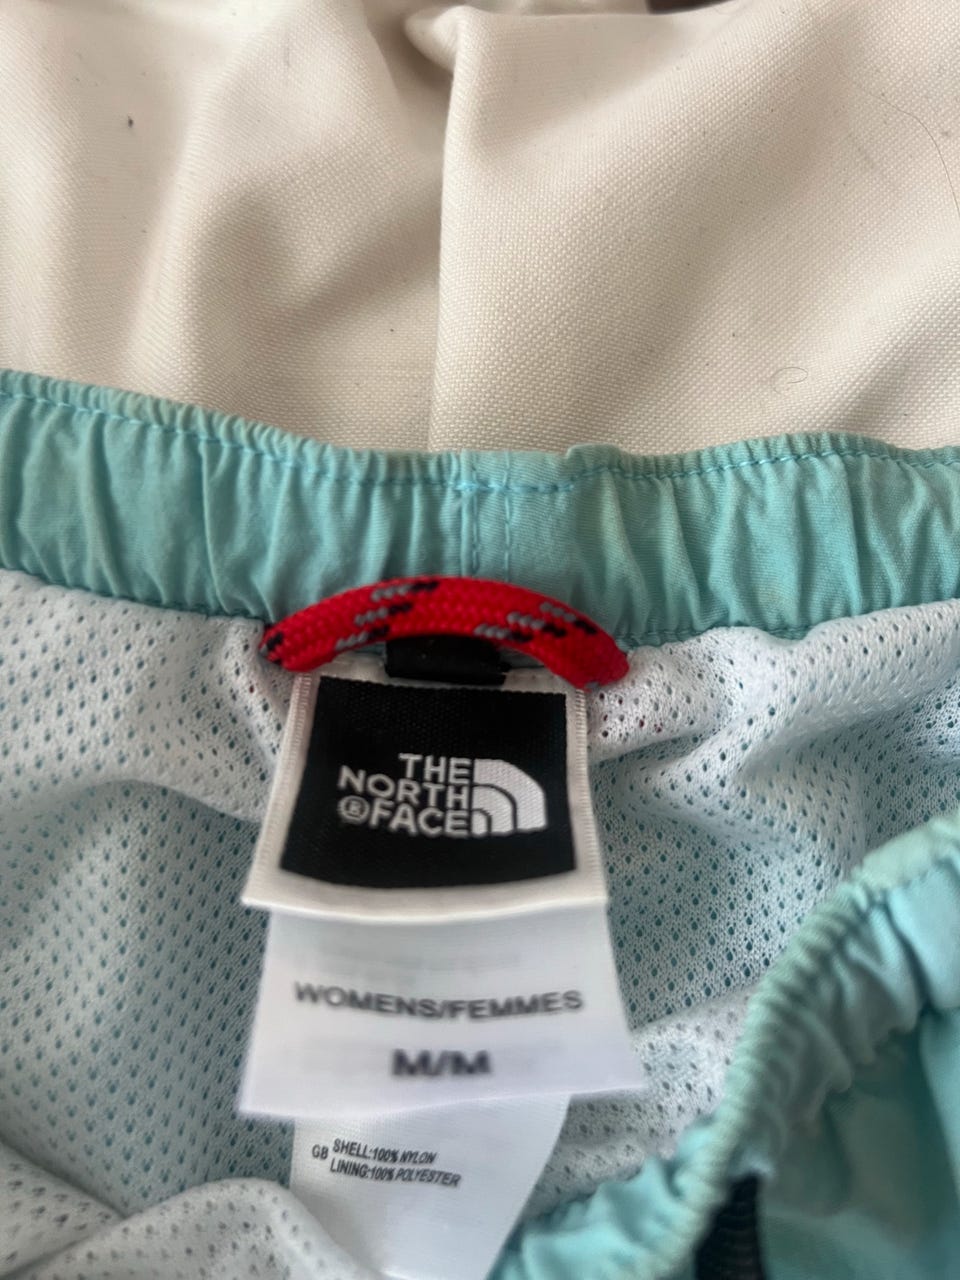 THE
NORTH
®FACE
WOMENS/FEMMES
M/M
GB SHELL:100% NYLON
LINING:100% POLYESTER